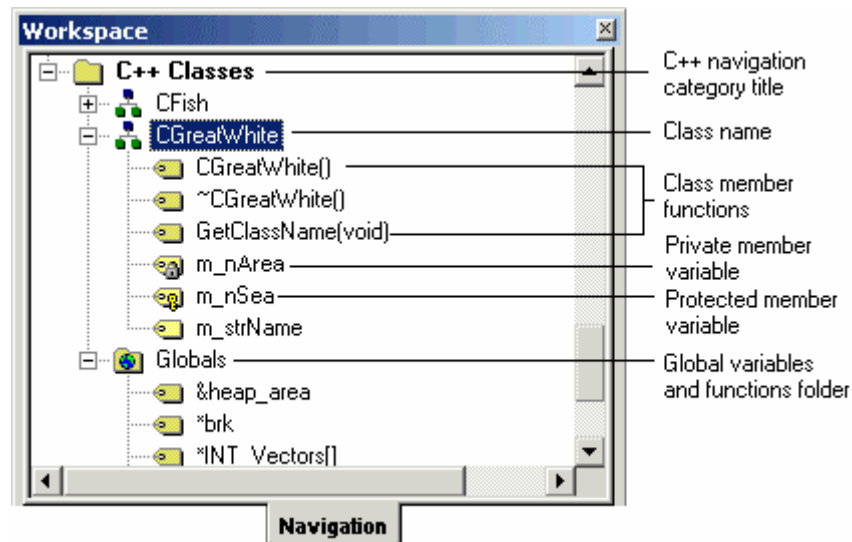 Workspace
C++ Classes
CFish
CGreatWhite
CGreatWhite()
~CGreatWhite()
GetClassName(void)
m_nArea
m_nSea
m_strName
Globals
&heap_area
*brk
*INT_Vectors[]
Navigation
C++ navigation
category title
Class name
Class member
functions
Private member
variable
Protected member
variable
Global variables
and functions folder